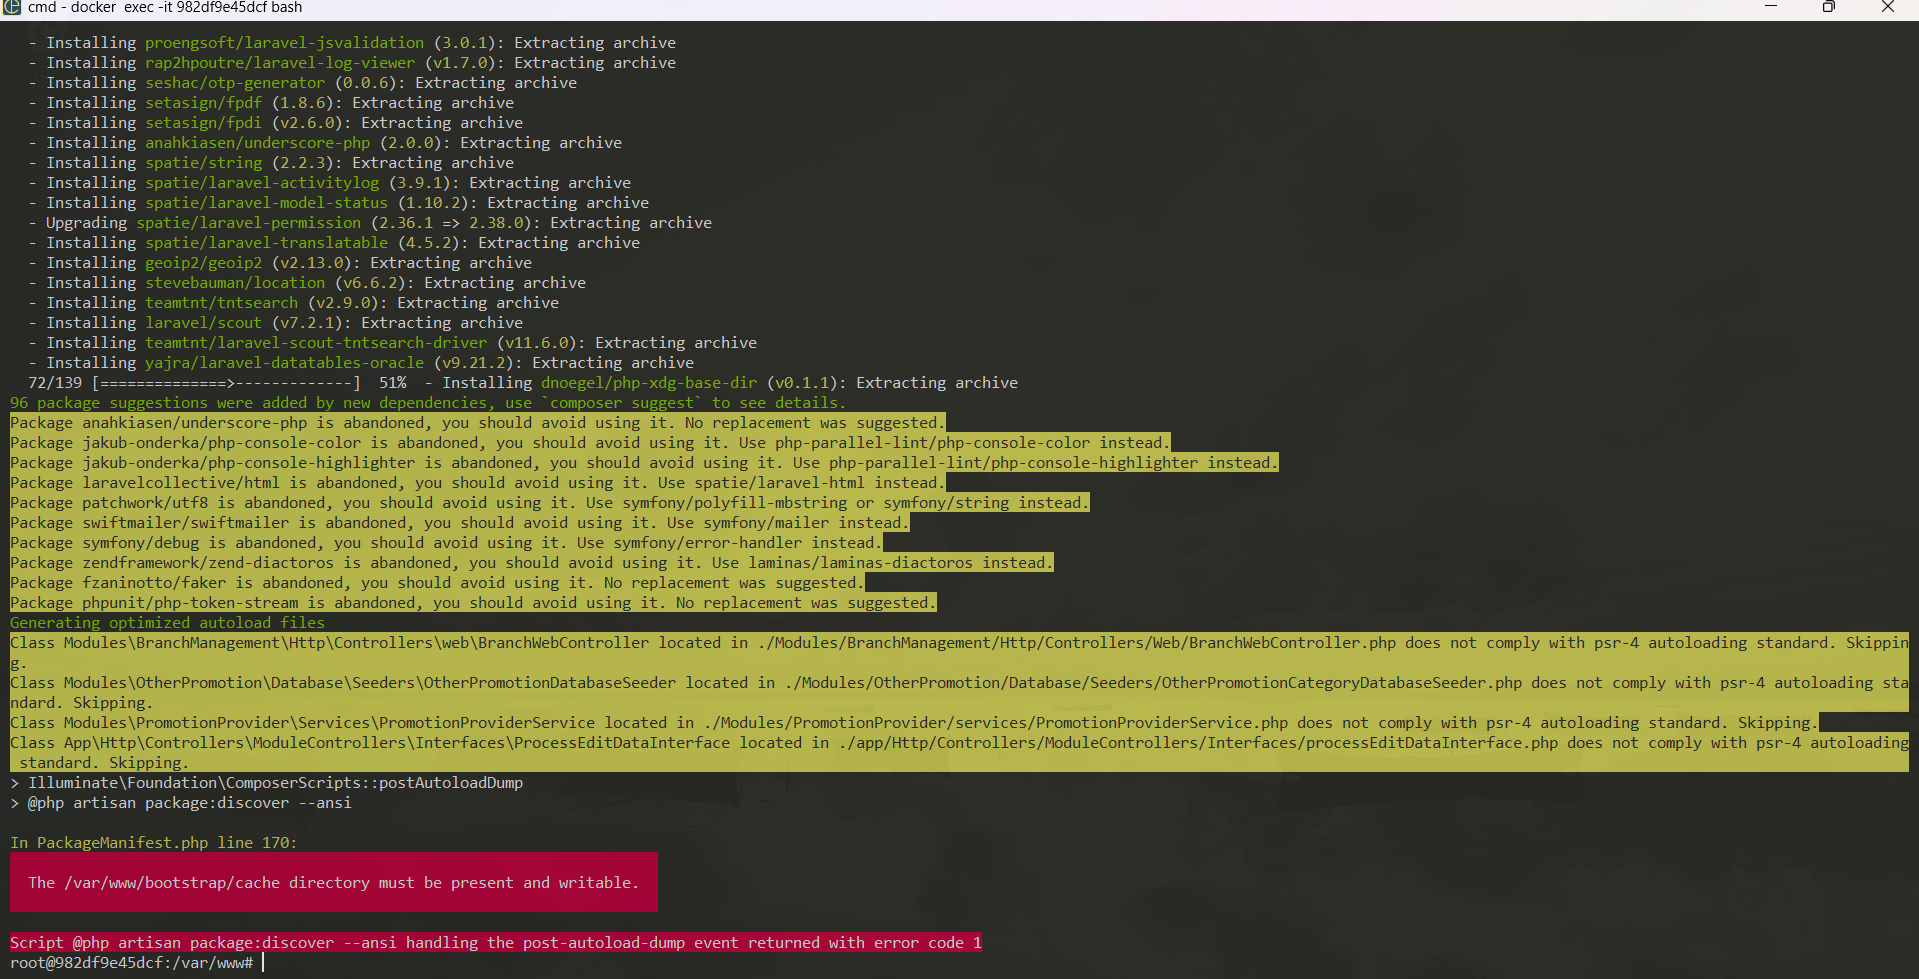 cmd - docker  exec -it 982df9e45dcf bash
- Installing proengsoft/laravel-jsvalidation (3.0.1): Extracting archive
- Installing rap2hpoutre/laravel-log-viewer (v1.7.0): Extracting archive
- Installing seshac/otp-generator (0.0.6): Extracting archive
- Installing setasign/fpdf (1.8.6): Extracting archive
- Installing setasign/fpdi (v2.6.0): Extracting archive
- Installing anahkiasen/underscore-php (2.0.0): Extracting archive
- Installing spatie/string (2.2.3): Extracting archive
- Installing spatie/laravel-activitylog (3.9.1): Extracting archive
- Installing spatie/laravel-model-status (1.10.2): Extracting archive
- Upgrading spatie/laravel-permission (2.36.1 => 2.38.0): Extracting archive
- Installing spatie/laravel-translatable (4.5.2): Extracting archive
- Installing geoip2/geoip2 (v2.13.0): Extracting archive
- Installing stevebauman/location (v6.6.2): Extracting archive
- Installing teamtnt/tntsearch (v2.9.0): Extracting archive
- Installing laravel/scout (v7.2.1): Extracting archive
- Installing teamtnt/laravel-scout-tntsearch-driver (v11.6.0): Extracting archive
- Installing yajra/laravel-datatables-oracle (v9.21.2): Extracting archive
72/139 [==============>-------------]  51%  - Installing dnoegel/php-xdg-base-dir (v0.1.1): Extracting archive
96 package suggestions were added by new dependencies, use `composer suggest` to see details.
Package anahkiasen/underscore-php is abandoned, you should avoid using it. No replacement was suggested.
Package jakub-onderka/php-console-color is abandoned, you should avoid using it. Use php-parallel-lint/php-console-color instead.
Package jakub-onderka/php-console-highlighter is abandoned, you should avoid using it. Use php-parallel-lint/php-console-highlighter instead.
Package laravelcollective/html is abandoned, you should avoid using it. Use spatie/laravel-html instead.
Package patchwork/utf8 is abandoned, you should avoid using it. Use symfony/polyfill-mbstring or symfony/string instead.
Package swiftmailer/swiftmailer is abandoned, you should avoid using it. Use symfony/mailer instead.
Package symfony/debug is abandoned, you should avoid using it. Use symfony/error-handler instead.
Package zendframework/zend-diactoros is abandoned, you should avoid using it. Use laminas/laminas-diactoros instead.
Package fzaninotto/faker is abandoned, you should avoid using it. No replacement was suggested.
Package phpunit/php-token-stream is abandoned, you should avoid using it. No replacement was suggested.
Generating optimized autoload files
Class Modules\BranchManagement\Http\Controllers\web\BranchWebController located in ./Modules/BranchManagement/Http/Controllers/Web/BranchWebController.php does not comply with psr-4 autoloading standard. Skippin
g.
Class Modules\OtherPromotion\Database\Seeders\OtherPromotionDatabaseSeeder located in ./Modules/OtherPromotion/Database/Seeders/OtherPromotionCategoryDatabaseSeeder.php does not comply with psr-4 autoloading sta
ndard. Skipping.
Class Modules\PromotionProvider\Services\PromotionProviderService located in ./Modules/PromotionProvider/services/PromotionProviderService.php does not comply with psr-4 autoloading standard. Skipping.
Class App\Http\Controllers\ModuleControllers\Interfaces\ProcessEditDataInterface located in ./app/Http/Controllers/ModuleControllers/Interfaces/processEditDataInterface.php does not comply with psr-4 autoloading
 standard. Skipping.
> Illuminate\Foundation\ComposerScripts::postAutoloadDump
> @php artisan package:discover --ansi
In PackageManifest.php line 170:
The /var/www/bootstrap/cache directory must be present and writable.
Script @php artisan package:discover --ansi handling the post-autoload-dump event returned with error code 1
root@982df9e45dcf:/var/www#